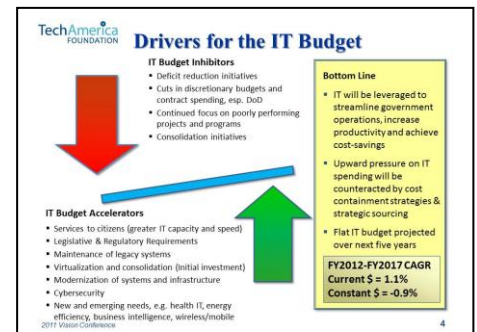 TechAmerica
FOUNDATION
Drivers for the IT Budget
IT Budget Inhibitors
▪ Deficit reduction initiatives
▪ Cuts in discretionary budgets and
contract spending, esp. DoD
▪ Continued focus on poorly performing
projects and programs
▪ Consolidation initiatives
IT Budget Accelerators
▪ Services to citizens (greater IT capacity and speed)
▪ Legislative & Regulatory Requirements
▪ Maintenance of legacy systems
▪ Virtualization and consolidation (Initial investment)
▪ Modernization of systems and infrastructure
▪ Cybersecurity
▪ New and emerging needs, e.g. health IT, energy
efficiency, business intelligence, wireless/mobile
Bottom Line
▪ IT will be leveraged to
streamline government
operations, increase
productivity and achieve
cost-savings
▪ Upward pressure on IT
spending will be
counteracted by cost
containment strategies &
strategic sourcing
▪ Flat IT budget projected
over next five years
FY2012-FY2017 CAGR
Current $ = 1.1%
Constant $ = -0.9%
2011 Vision Conference
4